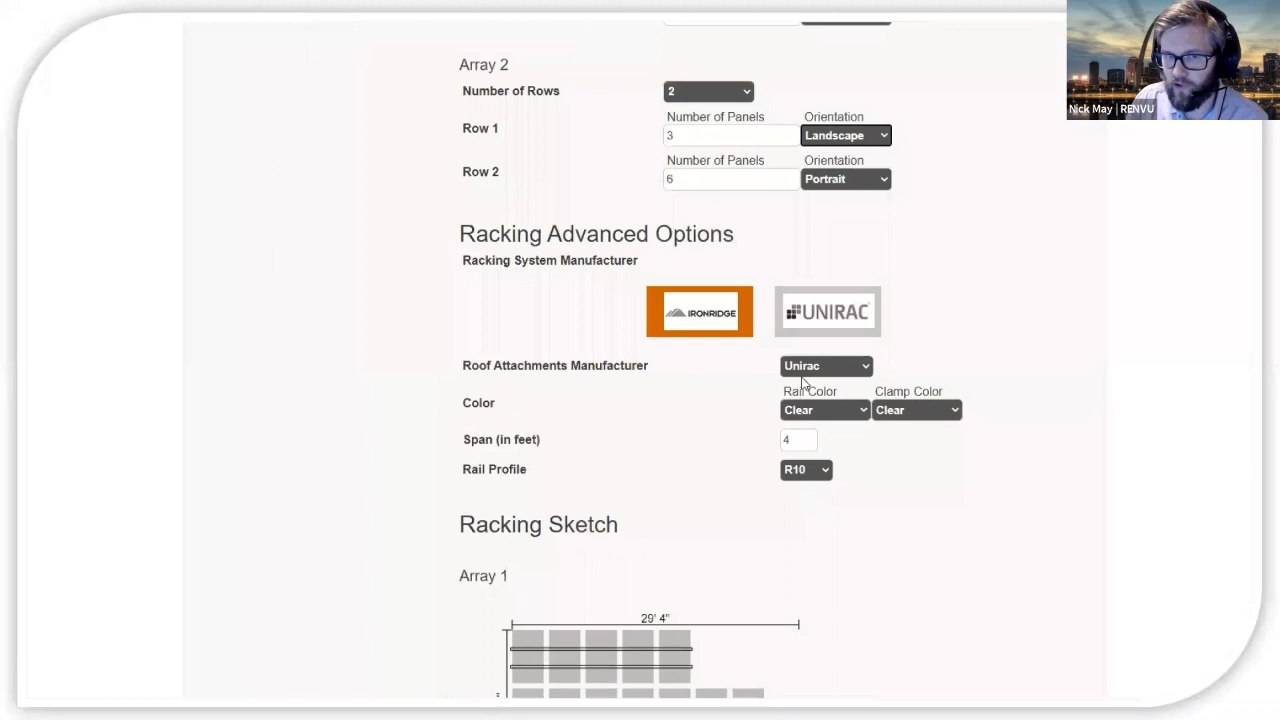 Array 2
Number of Rows
2
Number of Panels Orientation
Row 1
3 Landscape
Number of Panels Orientation
Row 2
6 Portrait
Racking Advanced Options
Racking System Manufacturer
IRONRIDGE
UNIRAC
Roof Attachments Manufacturer
Unirac
Rail Color Clamp Color
Color
Clear Clear
Span (in feet)
4
Rail Profile
R10
Racking Sketch
Array 1
29' 4"
Nick May | RENVU